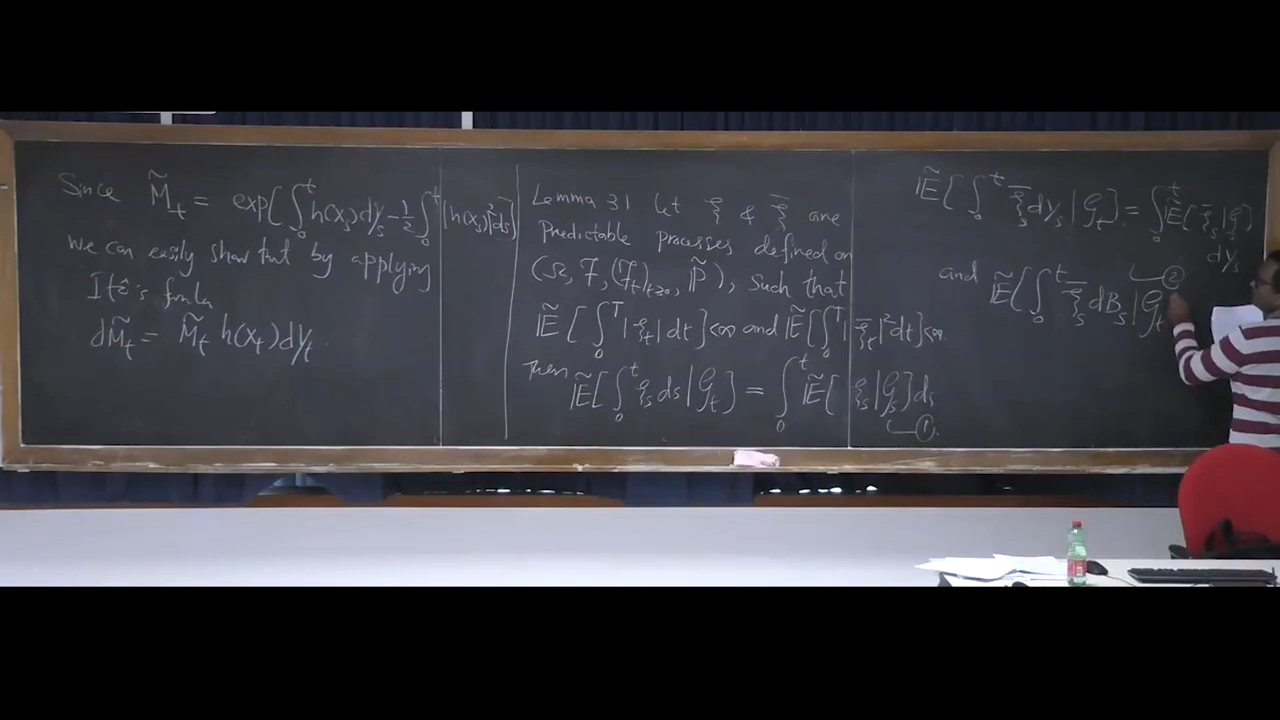 Since M̃_t = exp[∫_0^t h(x_s)dy_s - 1/2 ∫_0^t |h(x_s)|^2 ds]
we can easily show that by applying
Itô's formula
dM̃_t = M̃_t h(x_t)dy_t.
Lemma 3.1 Let ξ & ξ̄ are
Predictable processes defined on
(Ω, F, (F_t)_{t≥0}, P̃), such that
Ẽ[∫_0^T |ξ_t| dt] < ∞ and Ẽ[∫_0^T |ξ̄_t|^2 dt] < ∞.
Then Ẽ[∫_0^t ξ_s ds | G_t] = ∫_0^t Ẽ[ξ_s | G_s] ds
①.
Ẽ[∫_0^t ξ̄_s dy_s | G_t] = ∫_0^t Ẽ[ξ̄_s | G_s]
dy_s
②
and Ẽ[∫_0^t ξ̄_s dB_s | G_t